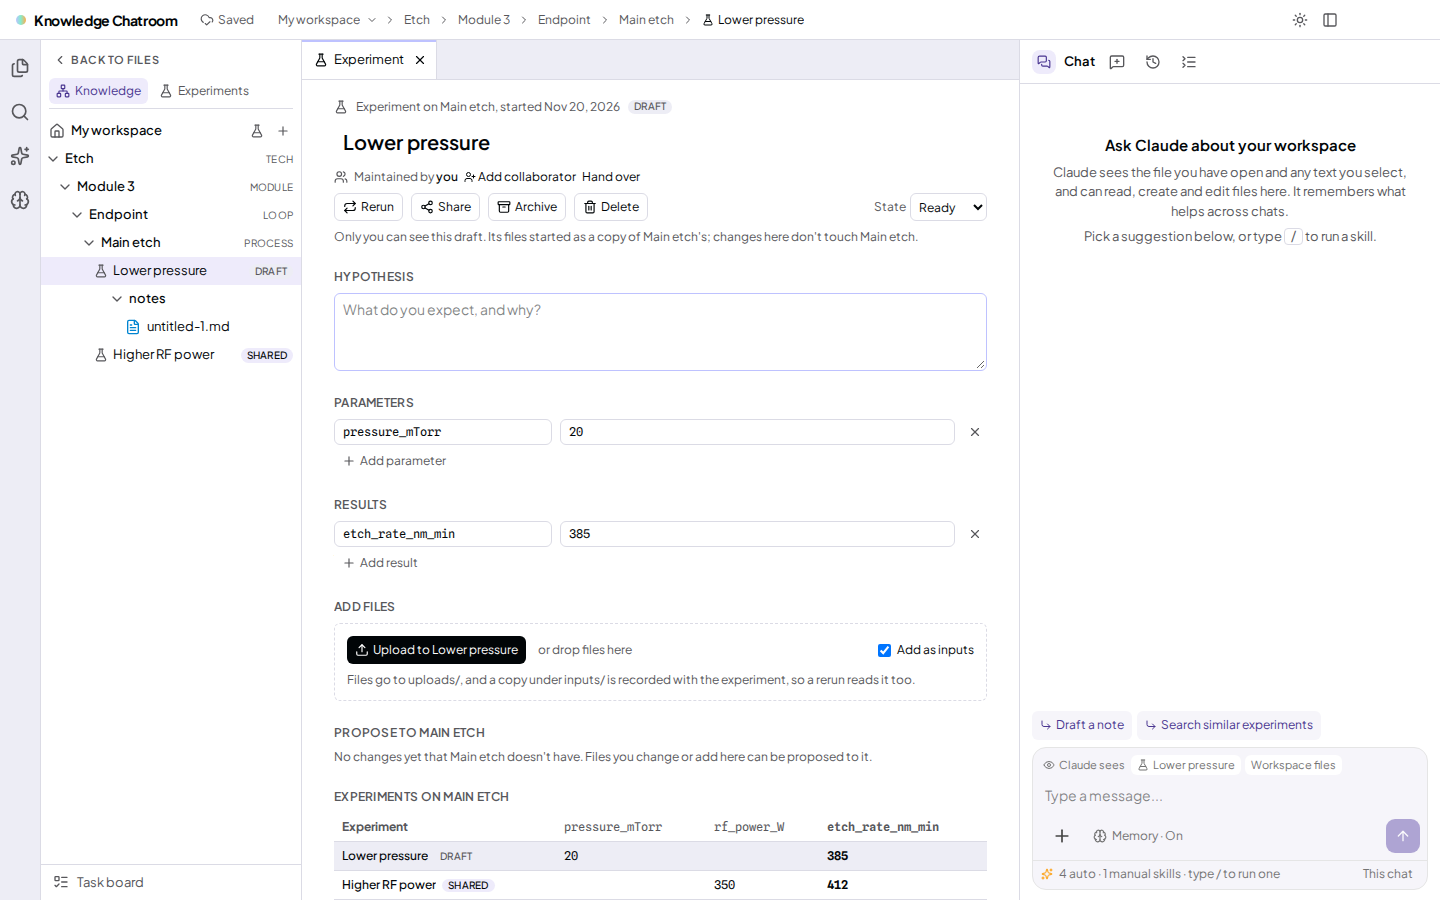 Knowledge Chatroom
Saved
My workspace
Etch
Module 3
Endpoint
Main etch
Lower pressure
BACK TO FILES
Knowledge
Experiments
My workspace
Etch
TECH
Module 3
MODULE
Endpoint
LOOP
Main etch
PROCESS
Lower pressure
DRAFT
notes
untitled-1.md
Higher RF power
SHARED
Task board
Experiment
Experiment on Main etch, started Nov 20, 2026
DRAFT
Lower pressure
Maintained by you
Add collaborator
Hand over
Rerun
Share
Archive
Delete
State
Ready
Only you can see this draft. Its files started as a copy of Main etch's; changes here don't touch Main etch.
HYPOTHESIS
What do you expect, and why?
PARAMETERS
pressure_mTorr
20
Add parameter
RESULTS
etch_rate_nm_min
385
Add result
ADD FILES
Upload to Lower pressure
or drop files here
Add as inputs
Files go to uploads/, and a copy under inputs/ is recorded with the experiment, so a rerun reads it too.
PROPOSE TO MAIN ETCH
No changes yet that Main etch doesn't have. Files you change or add here can be proposed to it.
EXPERIMENTS ON MAIN ETCH
Experiment pressure_mTorr rf_power_W etch_rate_nm_min
Lower pressure DRAFT 20 385
Higher RF power SHARED 350 412
Chat
Ask Claude about your workspace
Claude sees the file you have open and any text you select,
and can read, create and edit files here. It remembers what
helps across chats.
Pick a suggestion below, or type / to run a skill.
Draft a note
Search similar experiments
Claude sees
Lower pressure
Workspace files
Type a message...
Memory · On
4 auto · 1 manual skills · type / to run one
This chat